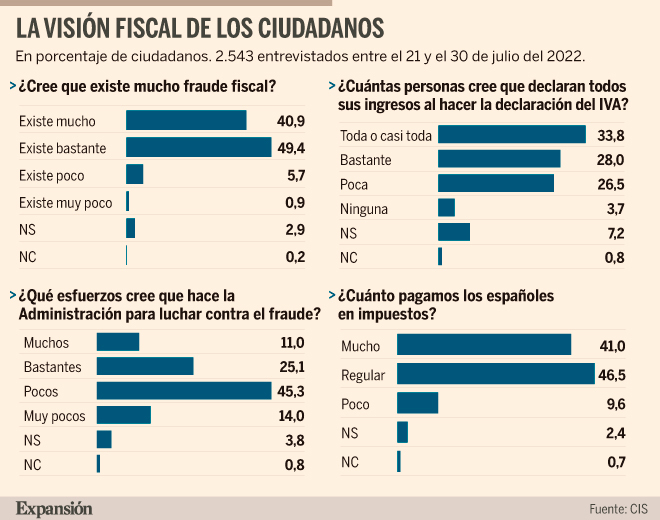 LA VISIÓN FISCAL DE LOS CIUDADANOS
En porcentaje de ciudadanos. 2.543 entrevistados entre el 21 y el 30 de julio del 2022.
> ¿Cree que existe mucho fraude fiscal?
Existe mucho 40,9
Existe bastante 49,4
Existe poco 5,7
Existe muy poco 0,9
NS 2,9
NC 0,2
> ¿Cuántas personas cree que declaran todos
sus ingresos al hacer la declaración del IVA?
Toda o casi toda 33,8
Bastante 28,0
Poca 26,5
Ninguna 3,7
NS 7,2
NC 0,8
> ¿Qué esfuerzos cree que hace la
Administración para luchar contra el fraude?
Muchos 11,0
Bastantes 25,1
Pocos 45,3
Muy pocos 14,0
NS 3,8
NC 0,8
> ¿Cuánto pagamos los españoles
en impuestos?
Mucho 41,0
Regular 46,5
Poco 9,6
NS 2,4
NC 0,7
Expansión
Fuente: CIS